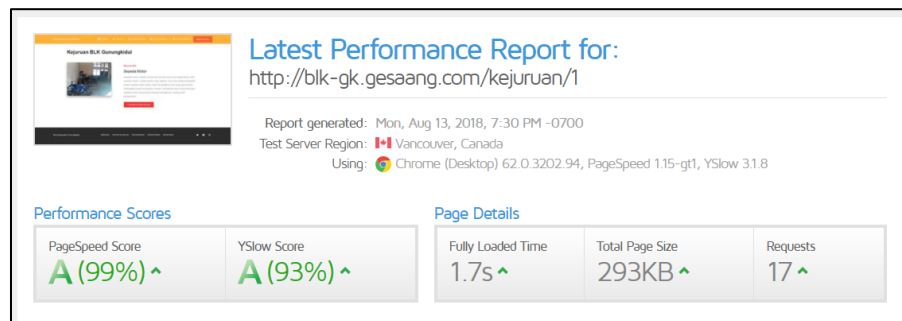 Kejuruan BLK Gunungkidul
Latest Performance Report for:
http://blk-gk.gesaang.com/kejuruan/1
Report generated: Mon, Aug 13, 2018, 7:30 PM -0700
Test Server Region: Vancouver, Canada
Using: Chrome (Desktop) 62.0.3202.94, PageSpeed 1.15-gt1, YSlow 3.1.8
Performance Scores
Page Details
PageSpeed Score
YSlow Score
Fully Loaded Time
Total Page Size
Requests
A (99%)
A (93%)
1.7s
293KB
17